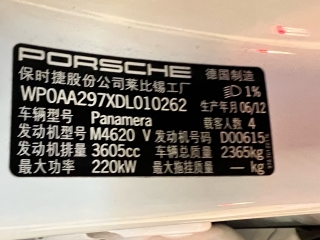 PORSCHE 德国制造
保时捷股份公司莱比锡工厂 1%
WP0AA297XDL010262 生产年月 06/12
车辆型号 Panamera 载客人数 4
发动机型号 M4620 V 发动机号码 D00615
发动机排量 3605cc 车辆总质量 2365kg
最大功率 220kW 最大拖挂质量 — kg